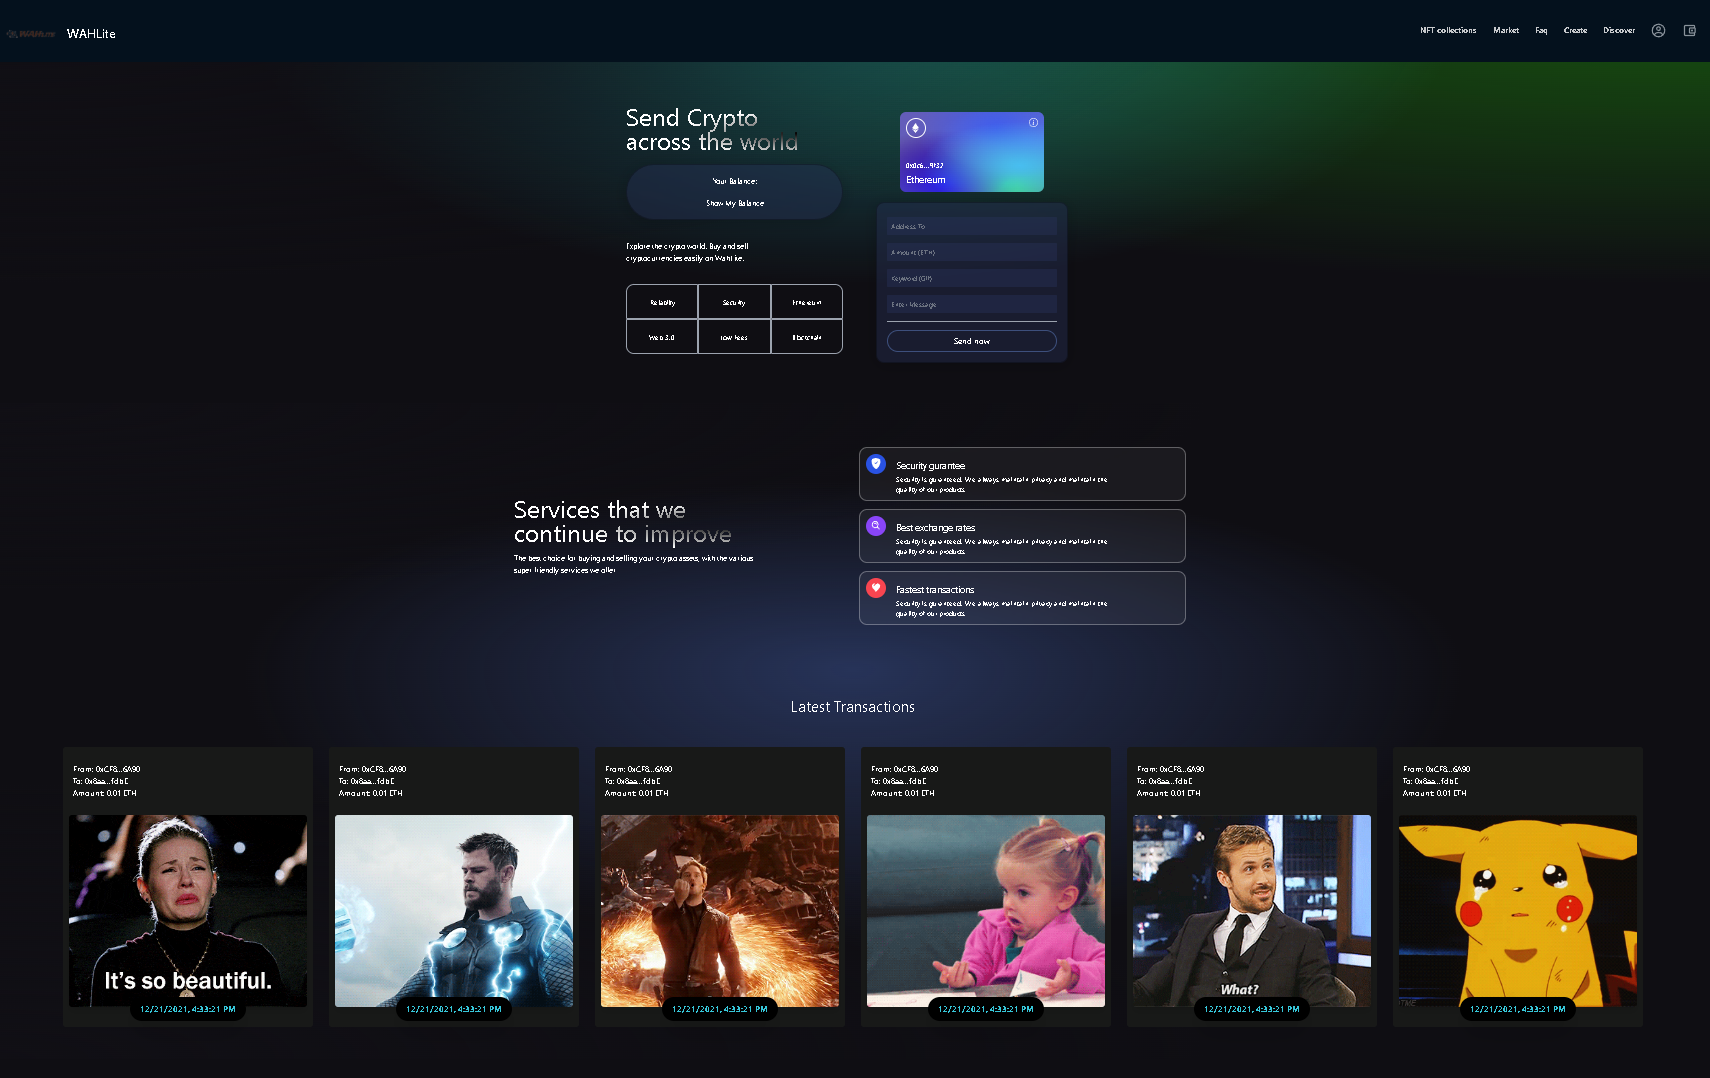 WAHLite
NFT collections
Market
Faq
Create
Discover
Send Crypto
across the world
Your Balance:
Show My Balance
Explore the crypto world. Buy and sell
cryptocurrencies easily on WahLite.
Reliability
Security
Ethereum
Web 3.0
Low Fees
Blockchain
0x0c6...9f37
Ethereum
Address To
Amount (ETH)
Keyword (Gif)
Enter Message
Send now
Services that we
continue to improve
The best choice for buying and selling your crypto assets, with the various
super friendly services we offer
Security gurantee
Security is guranteed. We always maintain privacy and maintain the
quality of our products
Best exchange rates
Security is guranteed. We always maintain privacy and maintain the
quality of our products
Fastest transactions
Security is guranteed. We always maintain privacy and maintain the
quality of our products
Latest Transactions
From: 0xCF8...6A90
To: 0x8aa...fdbE
Amount: 0.01 ETH
It's so beautiful.
12/21/2021, 4:33:21 PM
From: 0xCF8...6A90
To: 0x8aa...fdbE
Amount: 0.01 ETH
12/21/2021, 4:33:21 PM
From: 0xCF8...6A90
To: 0x8aa...fdbE
Amount: 0.01 ETH
12/21/2021, 4:33:21 PM
From: 0xCF8...6A90
To: 0x8aa...fdbE
Amount: 0.01 ETH
12/21/2021, 4:33:21 PM
From: 0xCF8...6A90
To: 0x8aa...fdbE
Amount: 0.01 ETH
What?
12/21/2021, 4:33:21 PM
From: 0xCF8...6A90
To: 0x8aa...fdbE
Amount: 0.01 ETH
12/21/2021, 4:33:21 PM